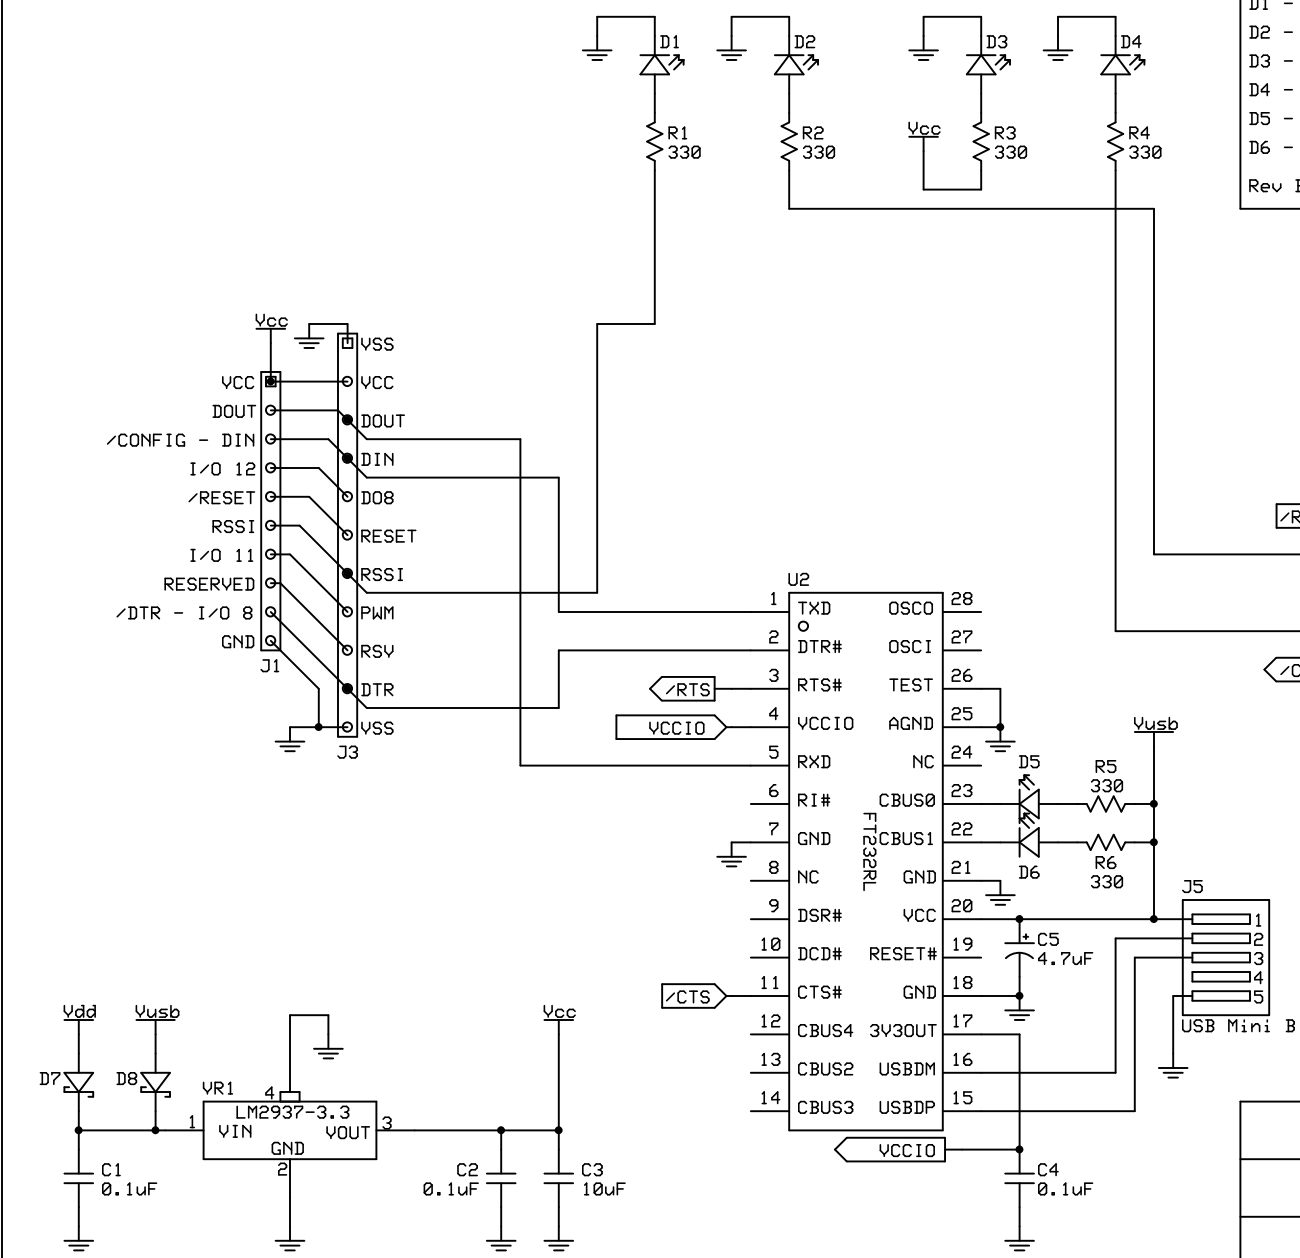 D1 -
D2 -
D3 -
D4 -
D5 -
D6 -
Rev
D1
D2
D3
D4
R1
330
R2
330
Vcc
R3
330
R4
330
Vcc
VCC
DOUT
/CONFIG - DIN
I/O 12
/RESET
RSSI
I/O 11
RESERVED
/DTR - I/O 8
GND
J1
VSS
VCC
DOUT
DIN
DO8
RESET
RSSI
PWM
RSV
DTR
VSS
J3
/RTS
VCCIO
/CTS
U2
1 TXD
2 DTR#
3 RTS#
4 VCCIO
5 RXD
6 RI#
7 GND
8 NC
9 DSR#
10 DCD#
11 CTS#
12 CBUS4
13 CBUS2
14 CBUS3
FT232RL
OSCO 28
OSCI 27
TEST 26
AGND 25
NC 24
CBUS0 23
CBUS1 22
GND 21
VCC 20
RESET# 19
GND 18
3V3OUT 17
USBDM 16
USBDP 15
D5
R5
330
D6
R6
330
Vusb
C5
+
4.7uF
J5
1
2
3
4
5
USB Mini B
VCCIO
C4
0.1uF
Vdd
Vusb
D7
D8
VR1
4
LM2937-3.3
1
VIN
VOUT
3
GND
2
Vcc
C1
0.1uF
C2
0.1uF
C3
10uF